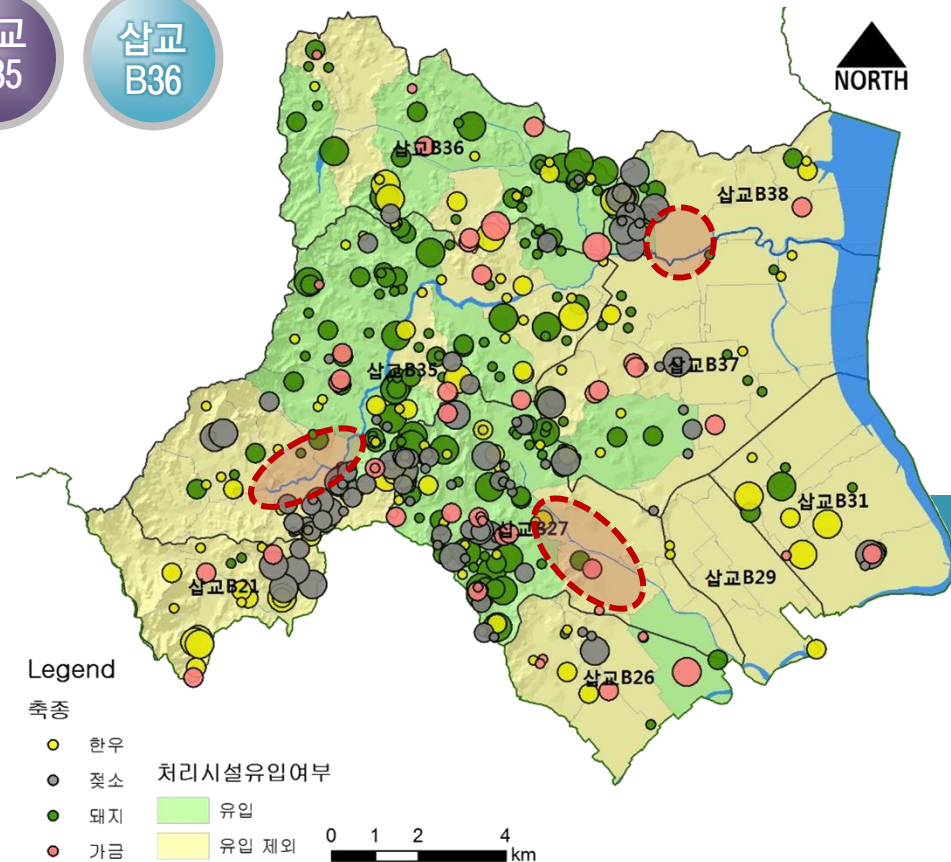 교
35
삽교
B36
NORTH
삽교B36
삽교B38
삽교B35
삽교B37
삽교B27
삽교B31
삽교B21
삽교B29
삽교B26
Legend
축종
한우
젖소
돼지
가금
처리시설유입여부
유입
유입 제외
0 1 2 4
km